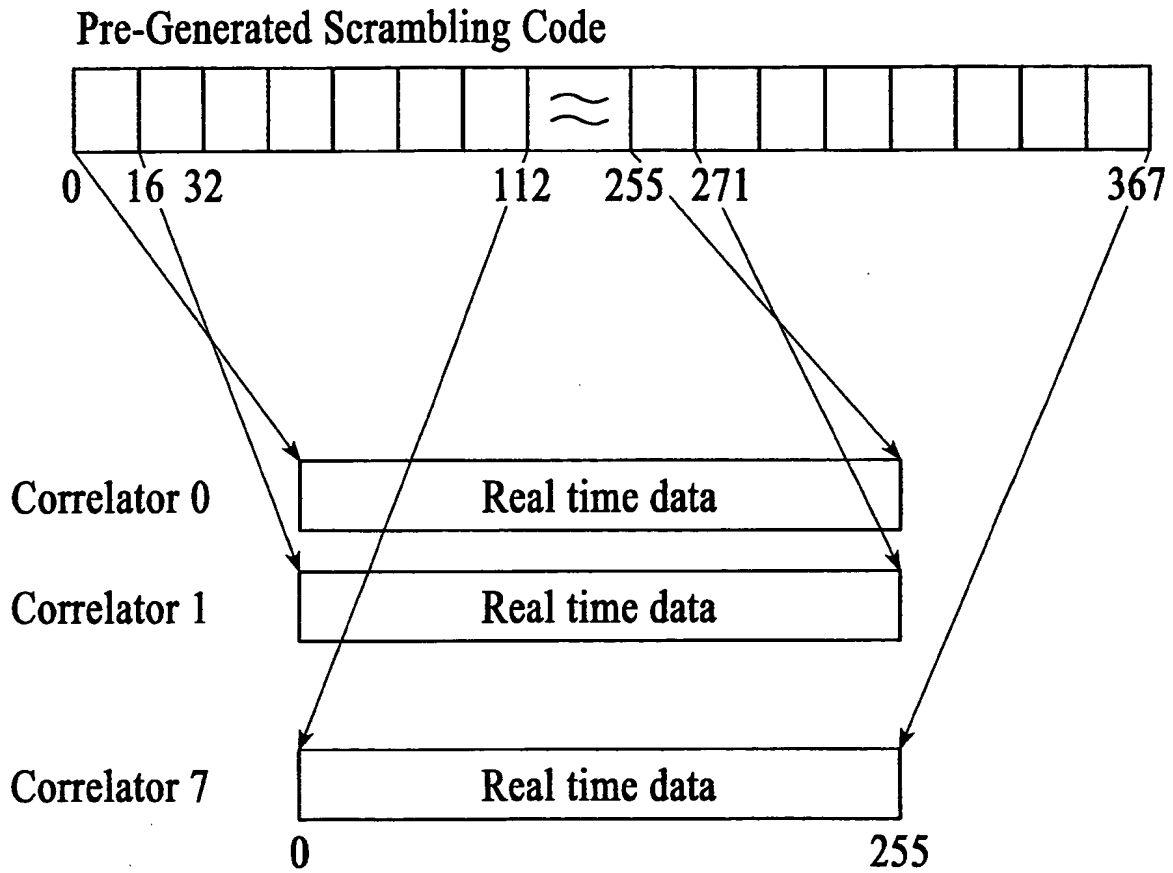 Pre-Generated Scrambling Code
0 16 32 112 255 271 367
Correlator 0 Real time data
Correlator 1 Real time data
Correlator 7 Real time data
0 255